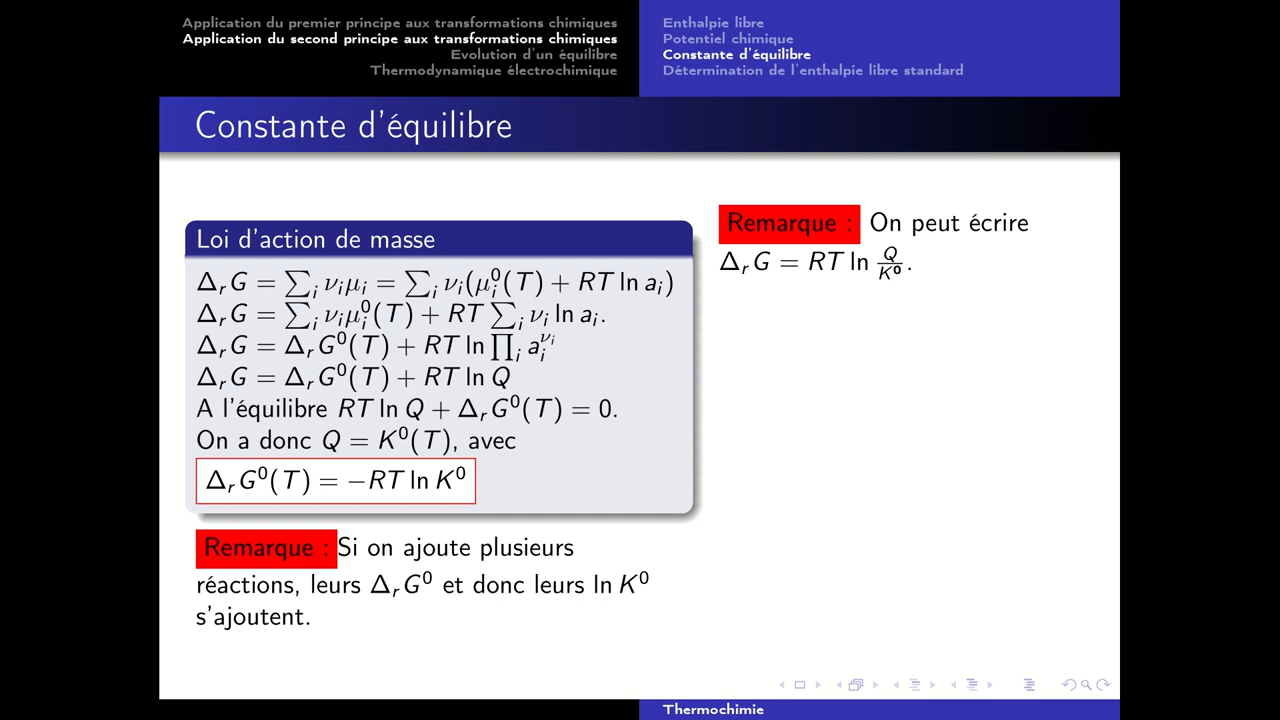 Application du premier principe aux transformations chimiques
Application du second principe aux transformations chimiques
Evolution d'un équilibre
Thermodynamique électrochimique
Enthalpie libre
Potentiel chimique
Constante d'équilibre
Détermination de l'enthalpie libre standard
Constante d'équilibre
Loi d'action de masse
Δ_r G = ∑_i ν_i μ_i = ∑_i ν_i(μ_i^0(T) + RT ln a_i)
Δ_r G = ∑_i ν_i μ_i^0(T) + RT ∑_i ν_i ln a_i.
Δ_r G = Δ_r G^0(T) + RT ln ∏_i a_i^{ν_i}
Δ_r G = Δ_r G^0(T) + RT ln Q
A l'équilibre RT ln Q + Δ_r G^0(T) = 0.
On a donc Q = K^0(T), avec
Δ_r G^0(T) = −RT ln K^0
Remarque : Si on ajoute plusieurs
réactions, leurs Δ_r G^0 et donc leurs ln K^0
s'ajoutent.
Remarque : On peut écrire
Δ_r G = RT ln Q/K^0.
Thermochimie